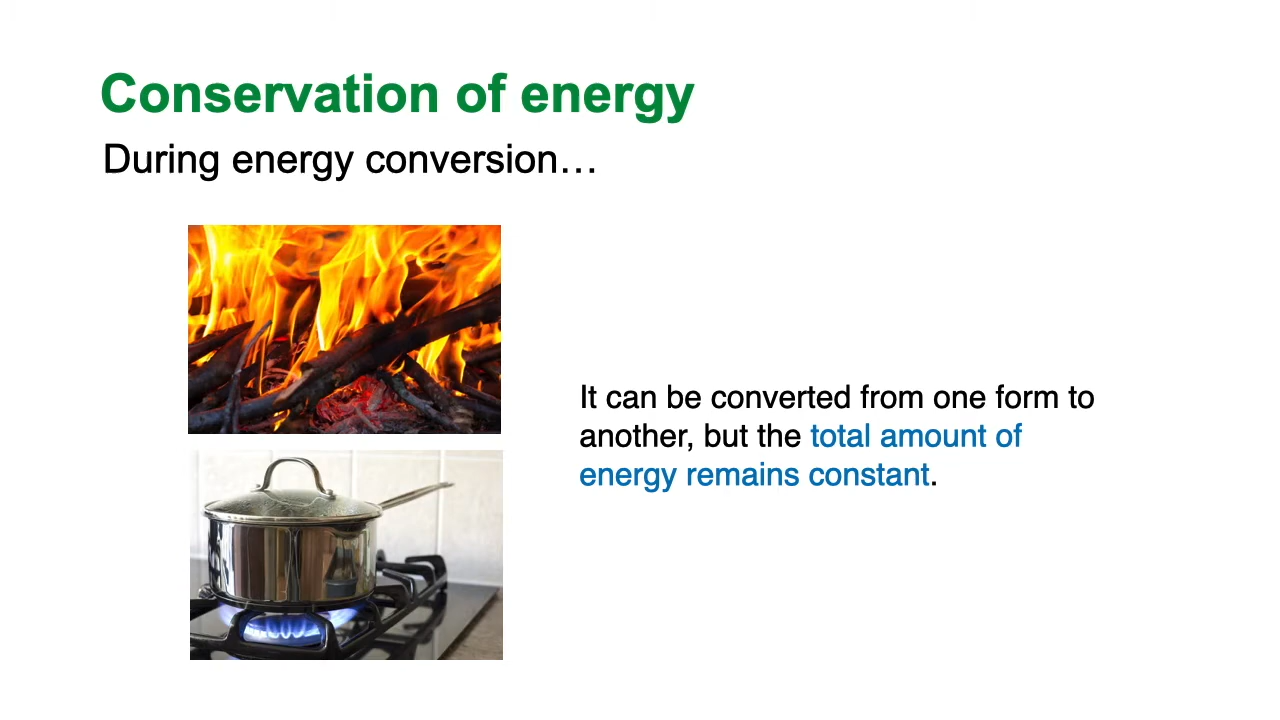 Conservation of energy
During energy conversion…
It can be converted from one form to
another, but the total amount of
energy remains constant.